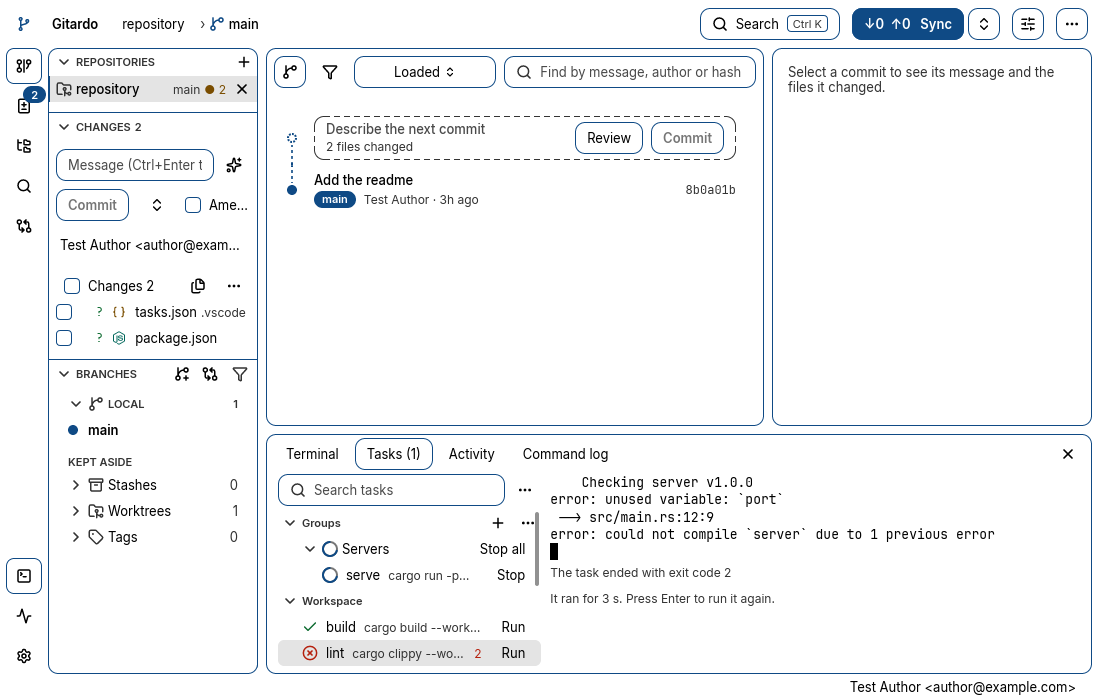 Gitardo repository › main Search Ctrl K ↓0 ↑0 Sync
REPOSITORIES
repository main 2
2
CHANGES 2
Message (Ctrl+Enter t
Commit Ame...
Test Author <author@exam...
Changes 2
? { } tasks.json .vscode
? package.json
BRANCHES
LOCAL 1
main
KEPT ASIDE
Stashes 0
Worktrees 1
Tags 0
Loaded Find by message, author or hash
Describe the next commit
2 files changed
Review Commit
Add the readme
main Test Author · 3h ago 8b0a01b
Select a commit to see its message and the
files it changed.
Terminal Tasks (1) Activity Command log
Search tasks
Groups
Servers Stop all
serve cargo run -p... Stop
Workspace
build cargo build --work... Run
lint cargo clippy --wo... 2 Run
Checking server v1.0.0
error: unused variable: `port`
--> src/main.rs:12:9
error: could not compile `server` due to 1 previous error
The task ended with exit code 2
It ran for 3 s. Press Enter to run it again.
Test Author <author@example.com>